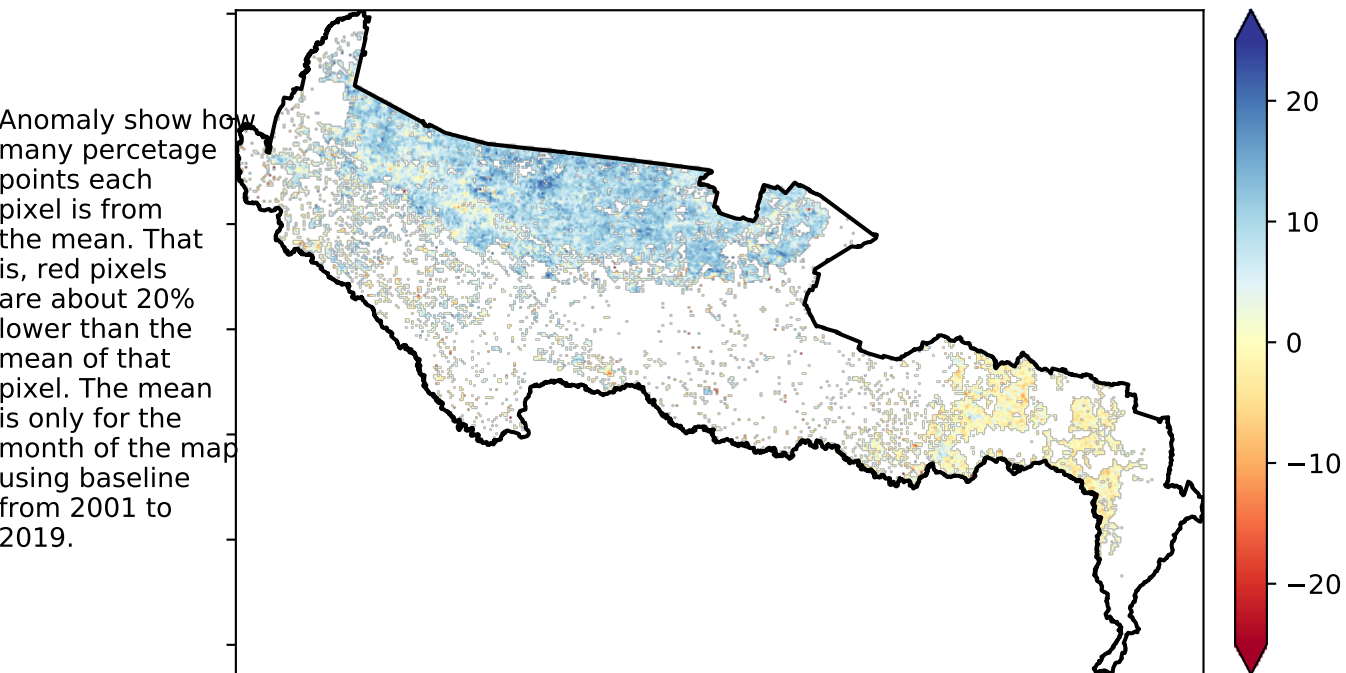 Anomaly show how
many percetage
points each
pixel is from
the mean. That
is, red pixels
are about 20%
lower than the
mean of that
pixel. The mean
is only for the
month of the map
using baseline
from 2001 to
2019.
20
10
0
−10
−20